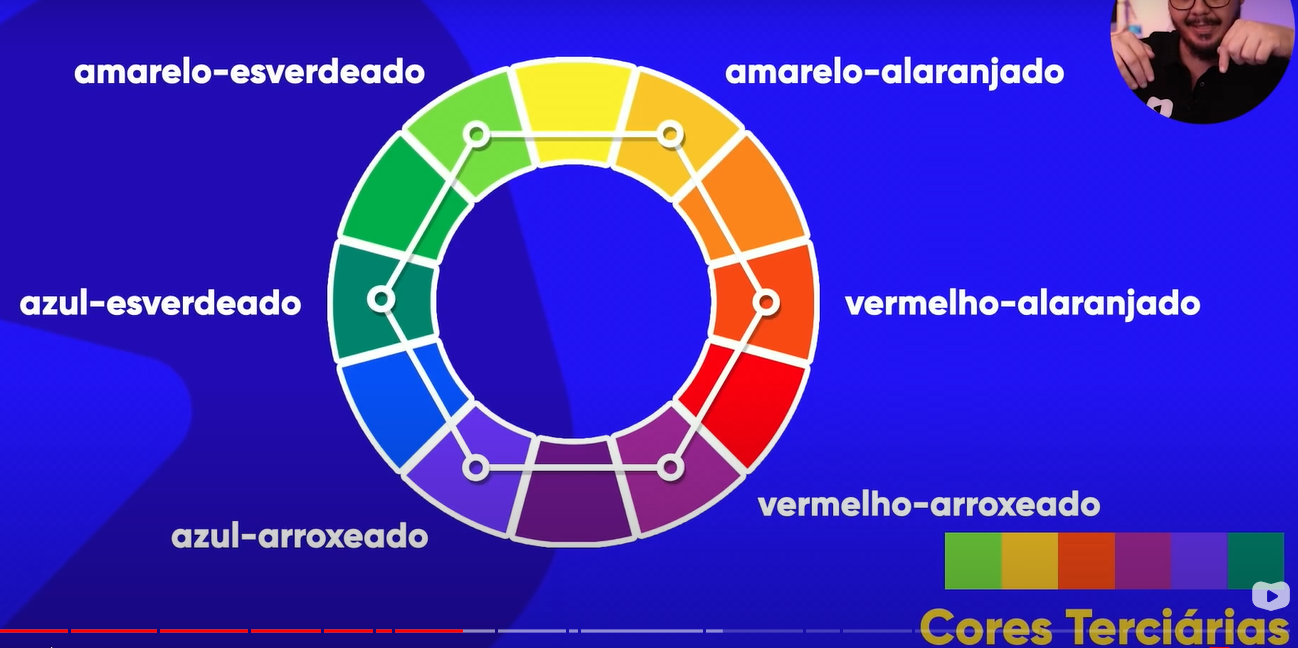 amarelo-esverdeado
amarelo-alaranjado
azul-esverdeado
vermelho-alaranjado
vermelho-arroxeado
azul-arroxeado
Cores Terciárias